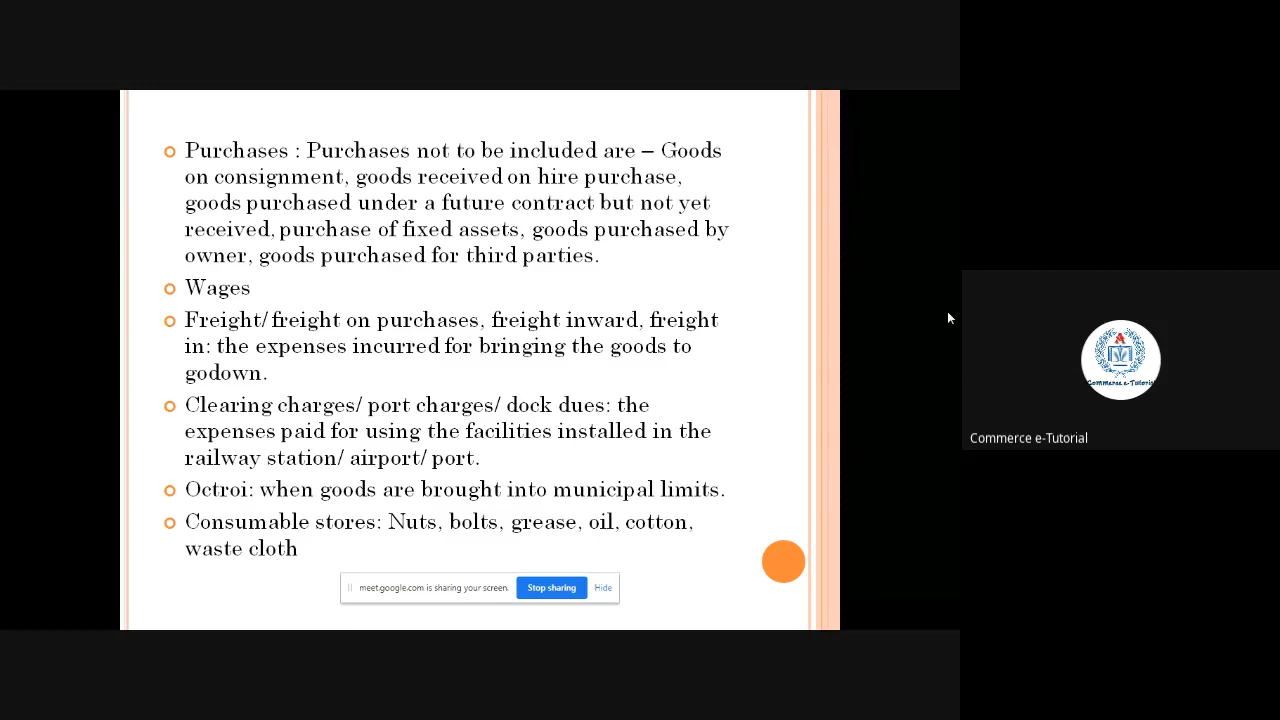 Purchases : Purchases not to be included are – Goods
on consignment, goods received on hire purchase,
goods purchased under a future contract but not yet
received, purchase of fixed assets, goods purchased by
owner, goods purchased for third parties.
Wages
Freight/ freight on purchases, freight inward, freight
in: the expenses incurred for bringing the goods to
godown.
Clearing charges/ port charges/ dock dues: the
expenses paid for using the facilities installed in the
railway station/ airport/ port.
Octroi: when goods are brought into municipal limits.
Consumable stores: Nuts, bolts, grease, oil, cotton,
waste cloth
meet.google.com is sharing your screen. Stop sharing Hide
A
Commerce e-Tutorial
Commerce e-Tutorial